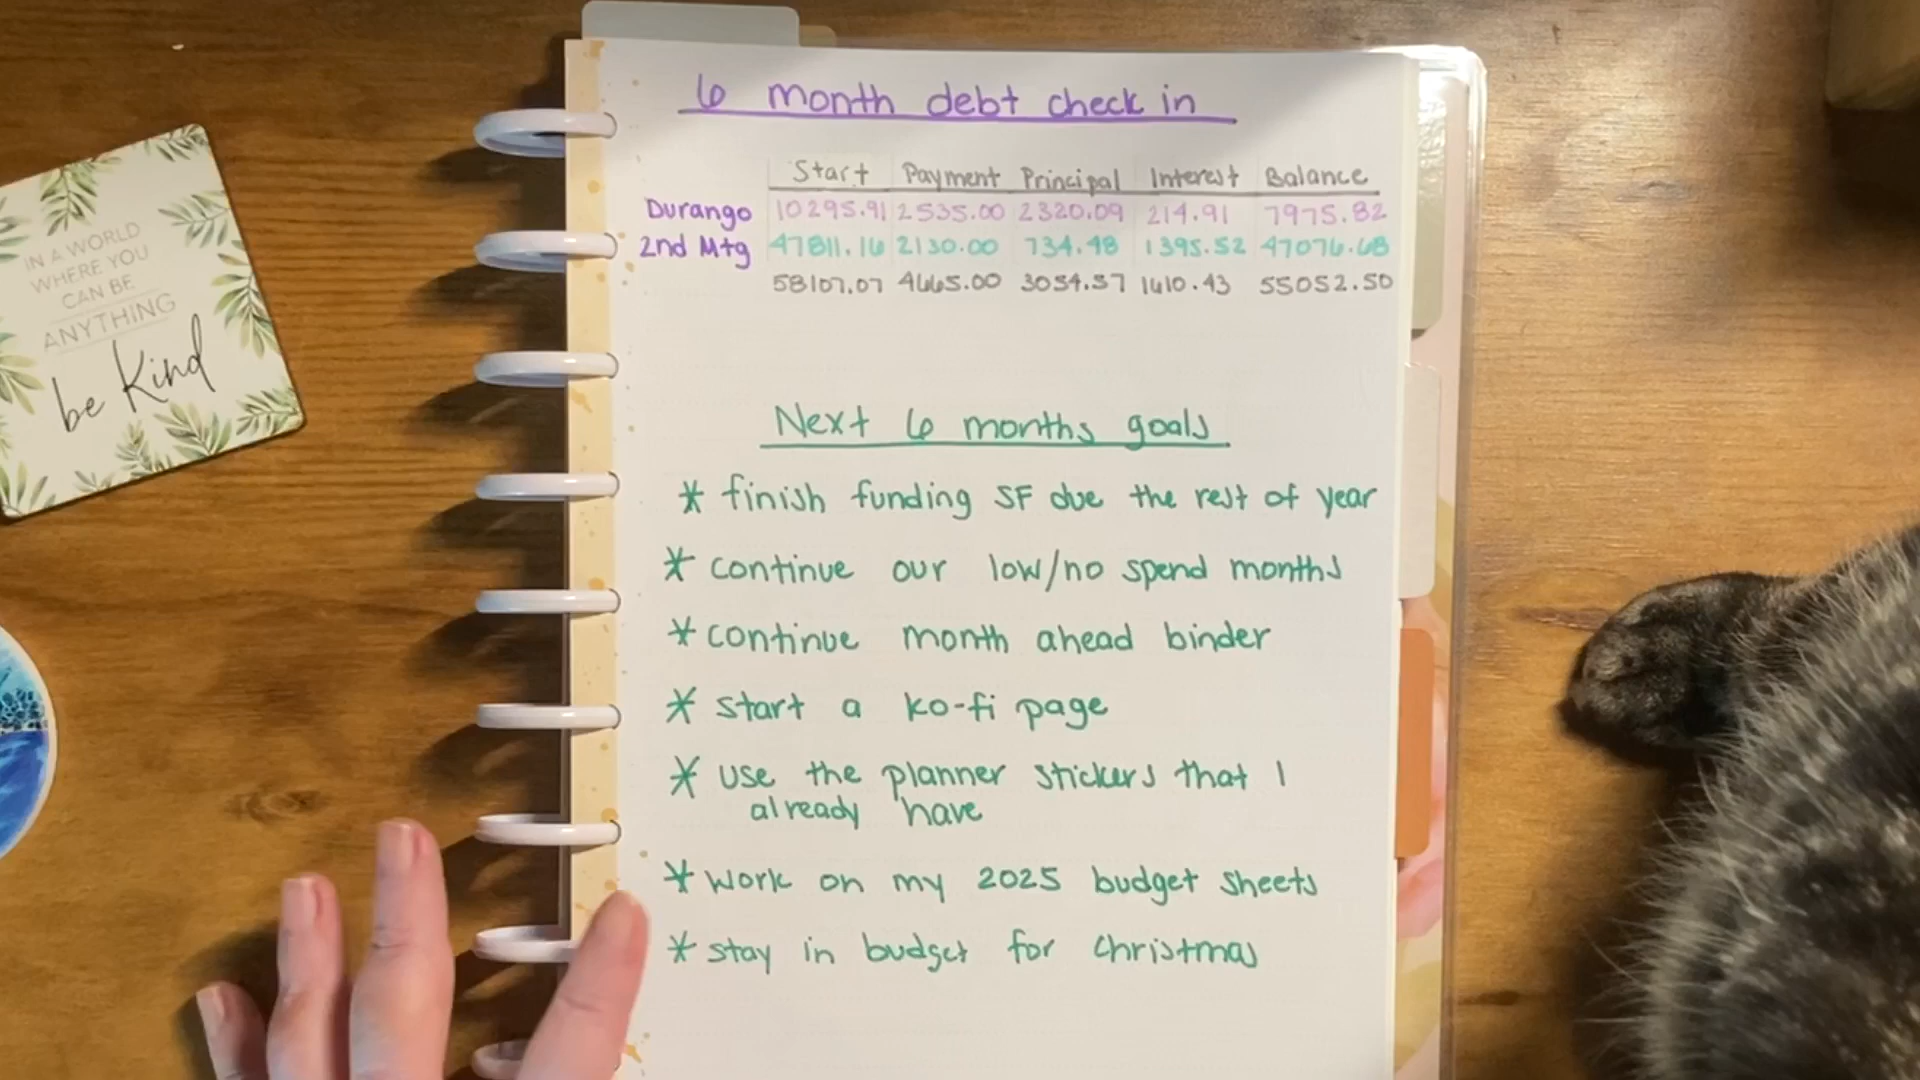 6 month debt check in
Start Payment Principal Interest Balance
Durango 10295.91 2535.00 2320.09 214.91 7975.82
2nd Mtg 47811.16 2130.00 734.48 1395.52 47076.68
58107.07 4665.00 3054.57 1610.43 55052.50
IN A WORLD
WHERE YOU
CAN BE
ANYTHING
be Kind
Next 6 months goals
* finish funding SF due the rest of year
* continue our low/no spend months
* continue month ahead binder
* start a ko-fi page
* use the planner stickers that I
already have
* work on my 2025 budget sheets
* stay in budget for christmas